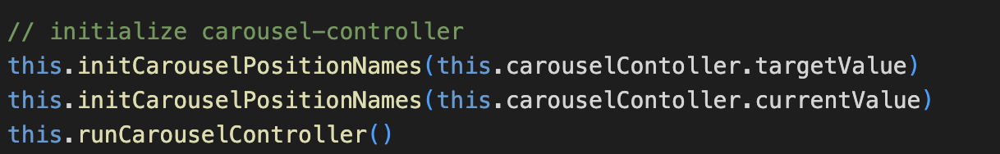 // initialize carousel-controller
this.initCarouselPositionNames(this.carouselContoller.targetValue)
this.initCarouselPositionNames(this.carouselContoller.currentValue)
this.runCarouselController()